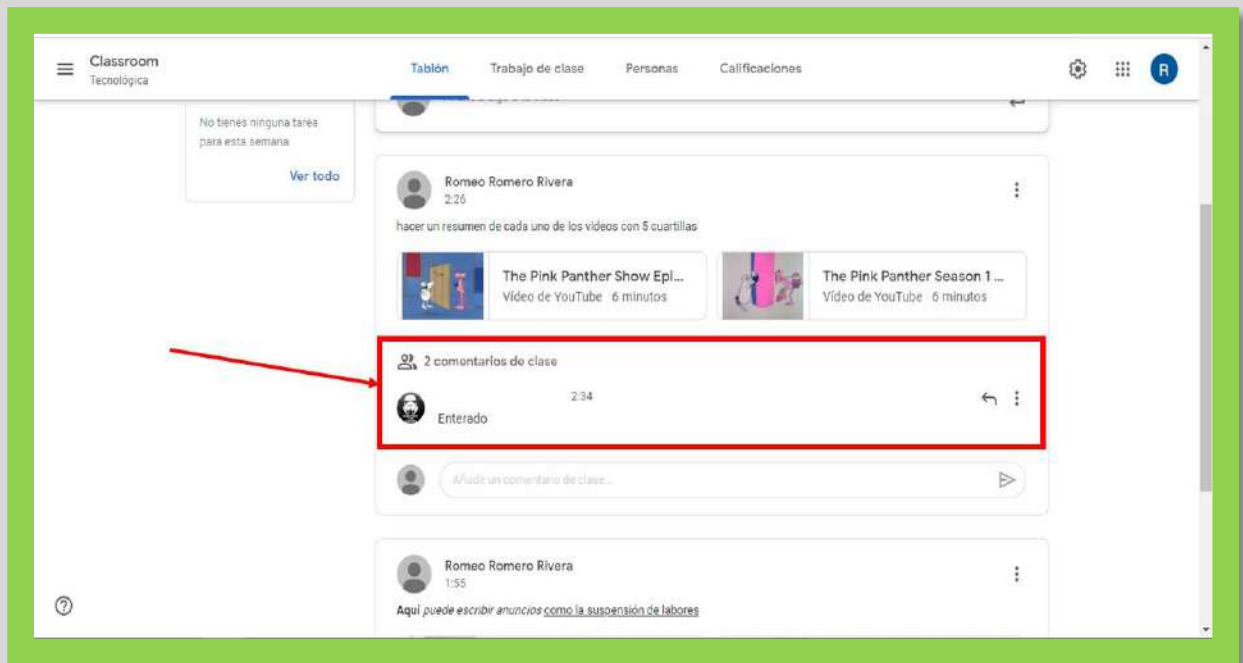 Classroom
Tecnológica
Tablón
Trabajo de clase
Personas
Calificaciones
R
No tienes ninguna tarea
para esta semana
Ver todo
Romeo Romero Rivera
2:26
hacer un resumen de cada uno de los videos con 5 cuartillas
The Pink Panther Show Epi...
Vídeo de YouTube 6 minutos
The Pink Panther Season 1 ...
Vídeo de YouTube 6 minutos
2 comentarios de clase
2:34
Enterado
Añadir un comentario de clase...
Romeo Romero Rivera
1:55
Aquí puede escribir anuncios como la suspensión de labores